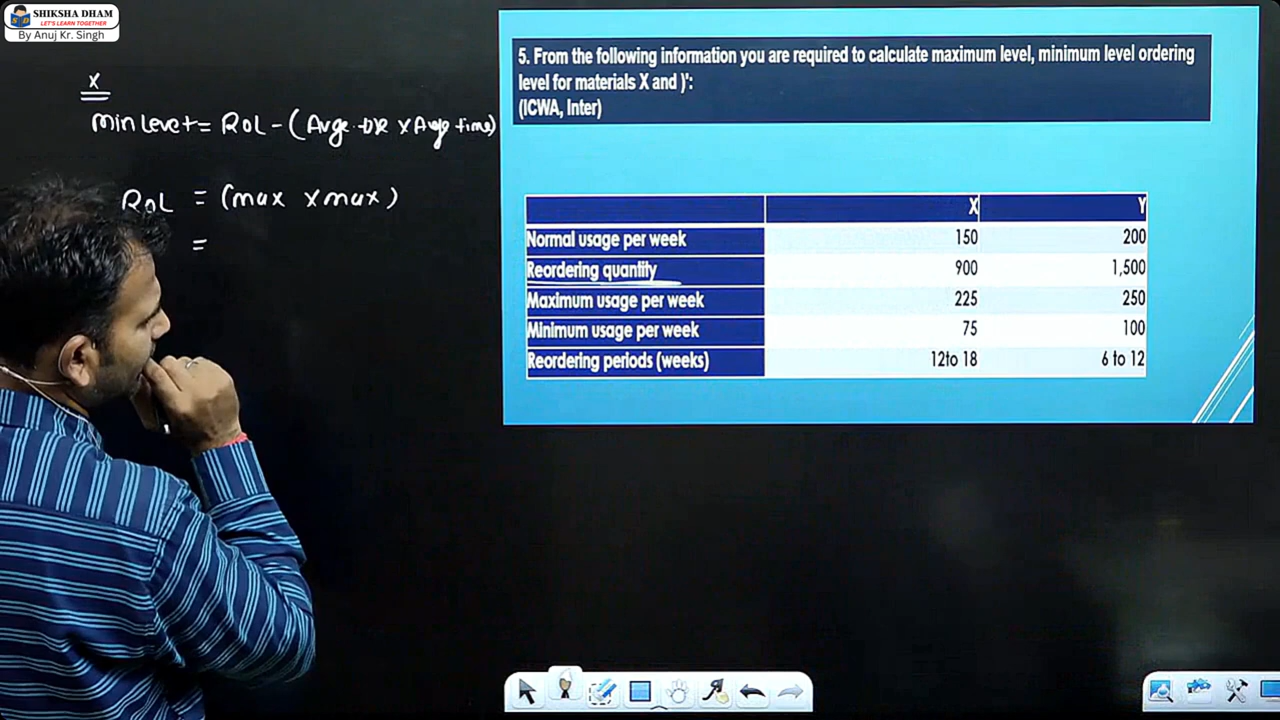 SHIKSHA DHAM
LET'S LEARN TOGETHER
By Anuj Kr. Singh
X
Min Level = ROL - (Avge × Avge time)
ROL = (max × max)
=
5. From the following information you are required to calculate maximum level, minimum level ordering
level for materials X and )':
(ICWA, Inter)
X Y
Normal usage per week 150 200
Reordering quantity 900 1,500
Maximum usage per week 225 250
Minimum usage per week 75 100
Reordering periods (weeks) 12to 18 6 to 12